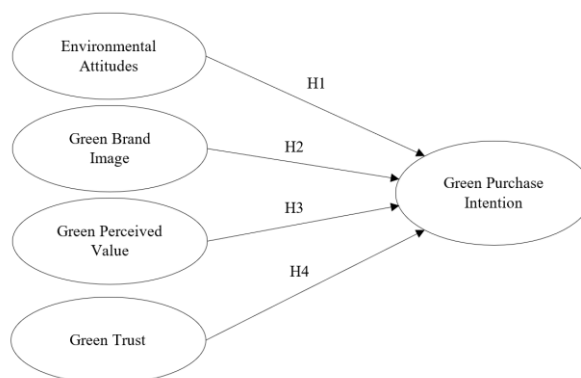 Environmental
Attitudes
H1
Green Brand
Image
H2
Green Purchase
Intention
Green Perceived
Value
H3
H4
Green Trust